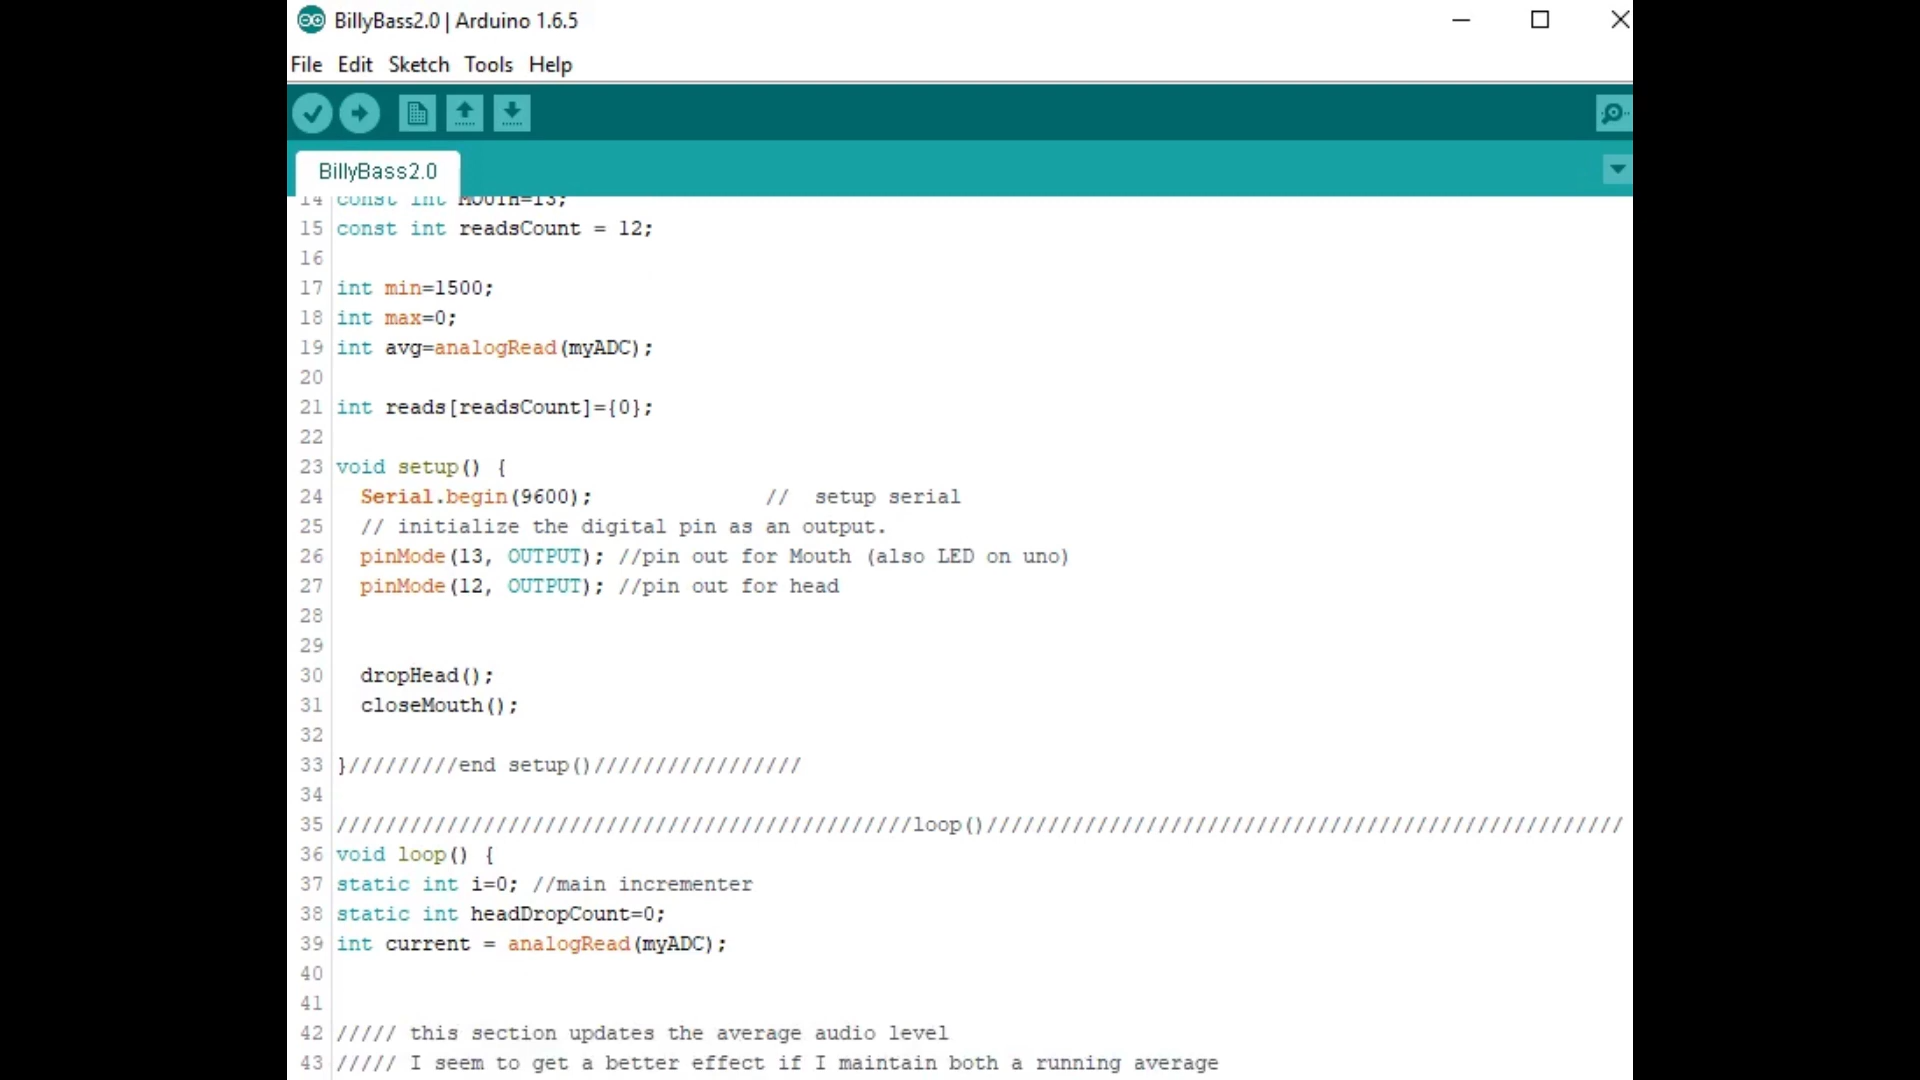 BillyBass2.0 | Arduino 1.6.5
File Edit Sketch Tools Help
BillyBass2.0
14 const int MOUTH=13;
15 const int readsCount = 12;
16
17 int min=1500;
18 int max=0;
19 int avg=analogRead(myADC);
20
21 int reads[readsCount]={0};
22
23 void setup() {
24 Serial.begin(9600); // setup serial
25 // initialize the digital pin as an output.
26 pinMode(13, OUTPUT); //pin out for Mouth (also LED on uno)
27 pinMode(12, OUTPUT); //pin out for head
28
29
30 dropHead();
31 closeMouth();
32
33 }/////////end setup()/////////////////
34
35 ///////////////////////////////////////////////loop()////////////////////////////////////////////////////
36 void loop() {
37 static int i=0; //main incrementer
38 static int headDropCount=0;
39 int current = analogRead(myADC);
40
41
42 ///// this section updates the average audio level
43 ///// I seem to get a better effect if I maintain both a running average